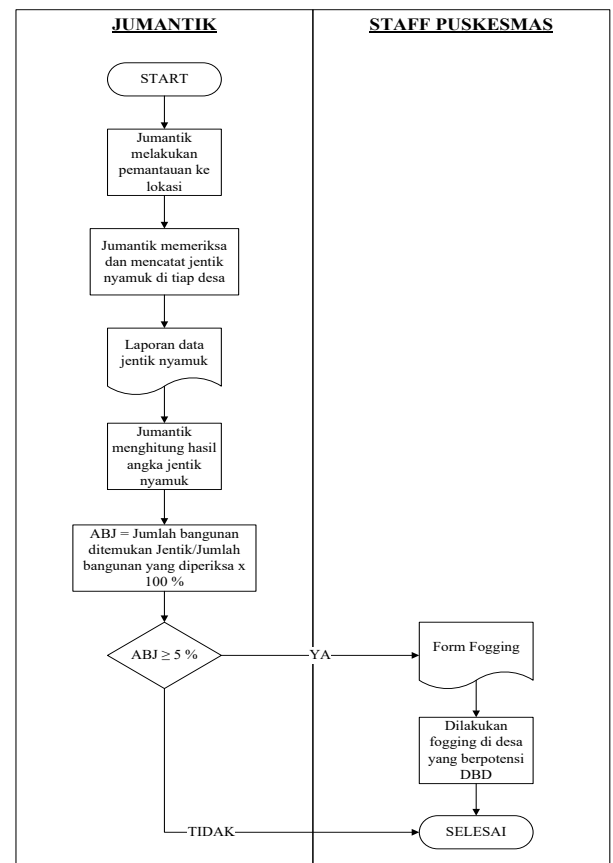 JUMANTIK
START
Jumantik
melakukan
pemantauan ke
lokasi
Jumantik memeriksa
dan mencatat jentik
nyamuk di tiap desa
Laporan data
jentik nyamuk
Jumantik
menghitung hasil
angka jentik
nyamuk
ABJ = Jumlah bangunan
ditemukan Jentik/Jumlah
bangunan yang diperiksa x
100 %
ABJ ≥ 5 %
YA
TIDAK
STAFF PUSKESMAS
Form Fogging
Dilakukan
fogging di desa
yang berpotensi
DBD
SELESAI